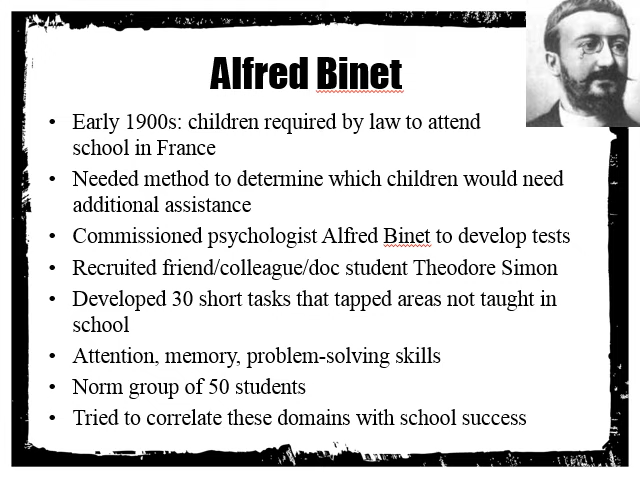 Alfred Binet
• Early 1900s: children required by law to attend
school in France
• Needed method to determine which children would need
additional assistance
• Commissioned psychologist Alfred Binet to develop tests
• Recruited friend/colleague/doc student Theodore Simon
• Developed 30 short tasks that tapped areas not taught in
school
• Attention, memory, problem-solving skills
• Norm group of 50 students
• Tried to correlate these domains with school success